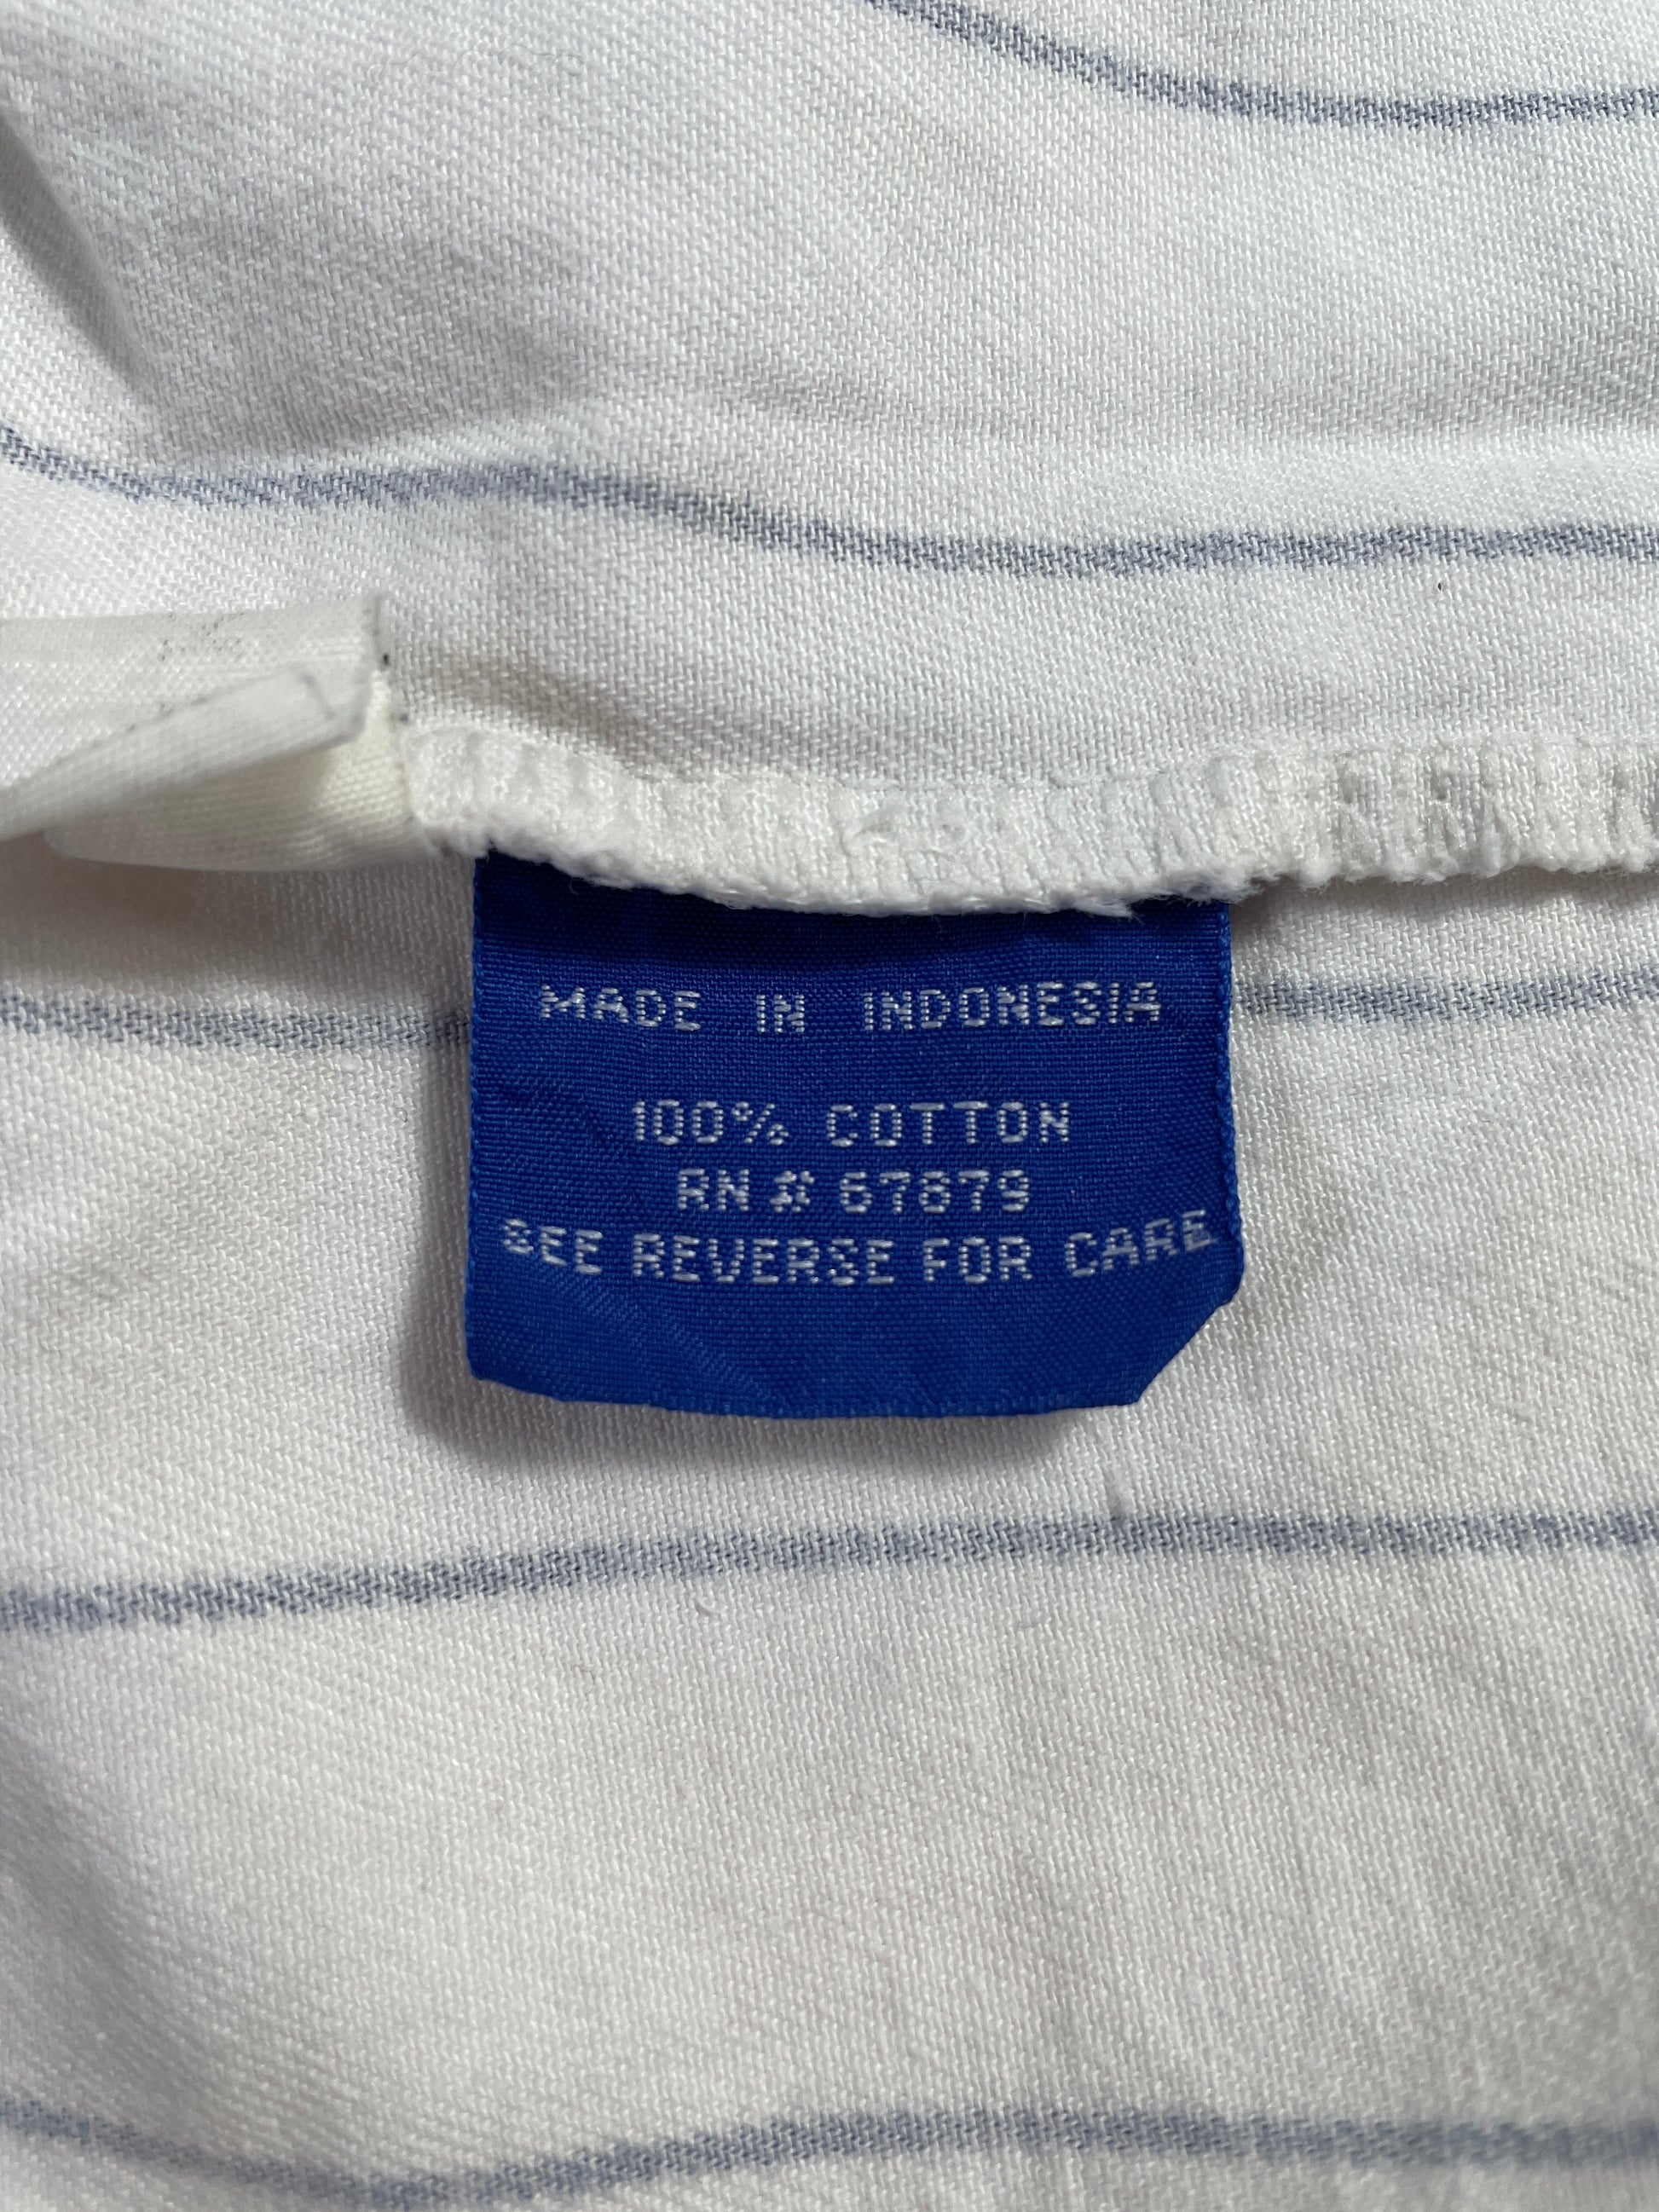 MADE IN INDONESIA
100% COTTON
RN # 67879
SEE REVERSE FOR CARE